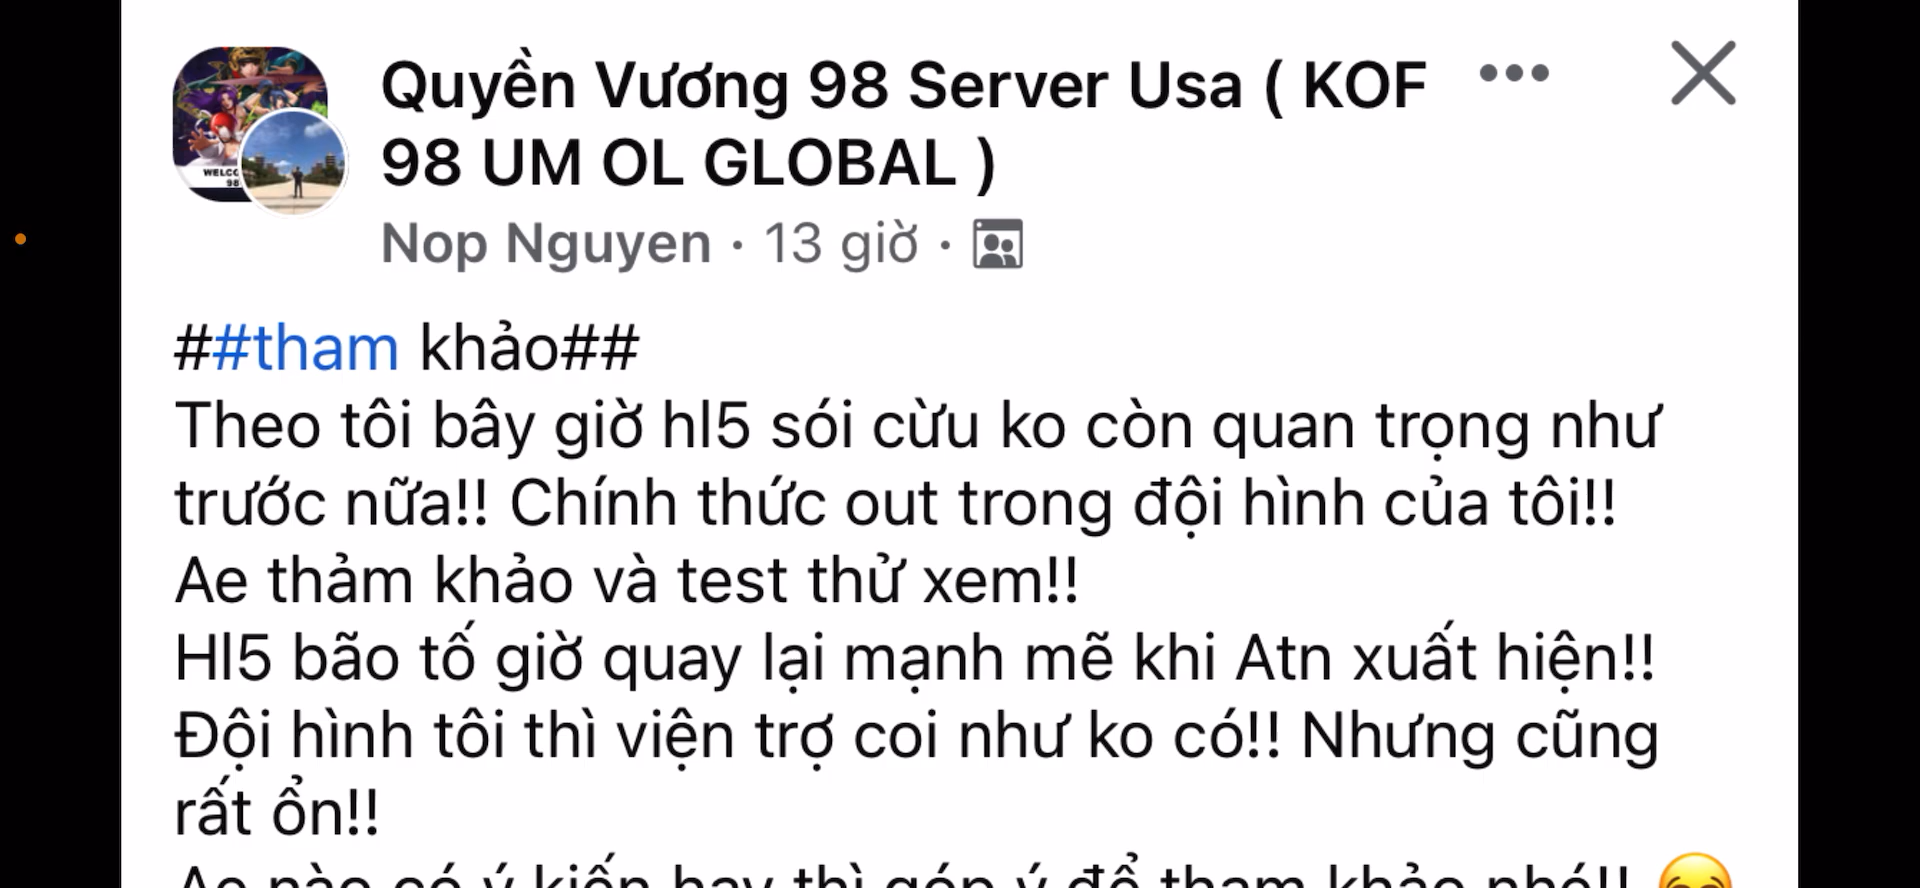 Quyền Vương 98 Server Usa ( KOF
98 UM OL GLOBAL )
WELCO
98
Nop Nguyen · 13 giờ ·
##tham khảo##
Theo tôi bây giờ hl5 sói cừu ko còn quan trọng như
trước nữa!! Chính thức out trong đội hình của tôi!!
Ae thảm khảo và test thử xem!!
Hl5 bão tố giờ quay lại mạnh mẽ khi Atn xuất hiện!!
Đội hình tôi thì viện trợ coi như ko có!! Nhưng cũng
rất ổn!!
Ae nào có ý kiến hay thì góp ý để tham khảo nhé!! 😂